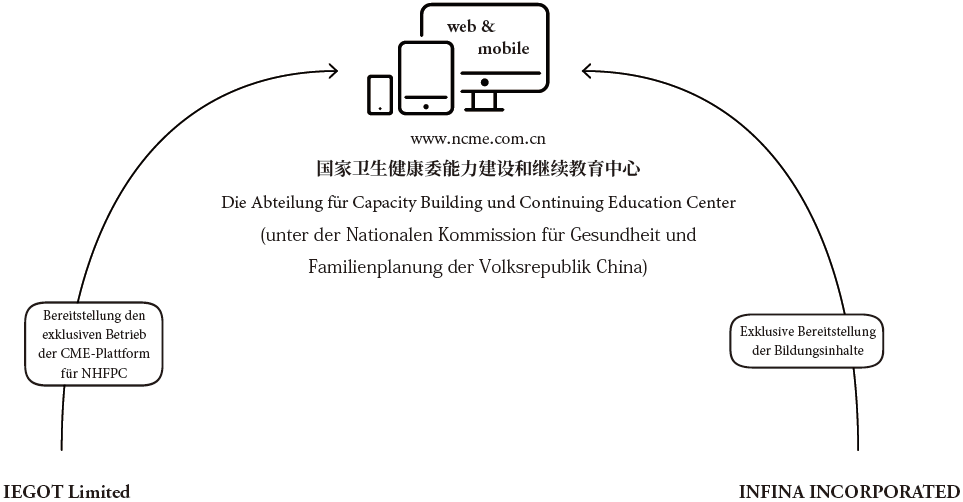 web &
mobile
www.ncme.com.cn
国家卫生健康委能力建设和继续教育中心
Die Abteilung für Capacity Building und Continuing Education Center
(unter der Nationalen Kommission für Gesundheit und
Familienplanung der Volksrepublik China)
Bereitstellung den
exklusiven Betrieb
der CME-Plattform
für NHFPC
Exklusive Bereitstellung
der Bildungsinhalte
IEGOT Limited
INFINA INCORPORATED